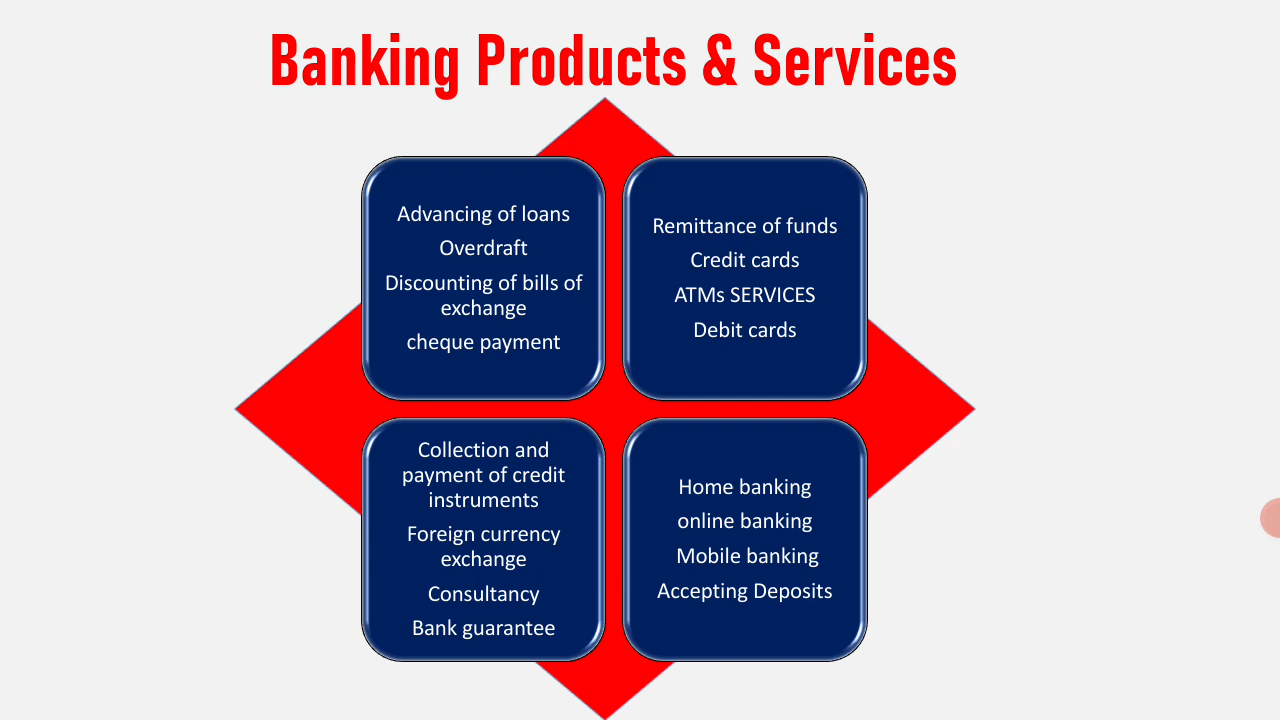 Banking Products & Services
Advancing of loans
Overdraft
Discounting of bills of
exchange
cheque payment
Remittance of funds
Credit cards
ATMs SERVICES
Debit cards
Collection and
payment of credit
instruments
Foreign currency
exchange
Consultancy
Bank guarantee
Home banking
online banking
Mobile banking
Accepting Deposits